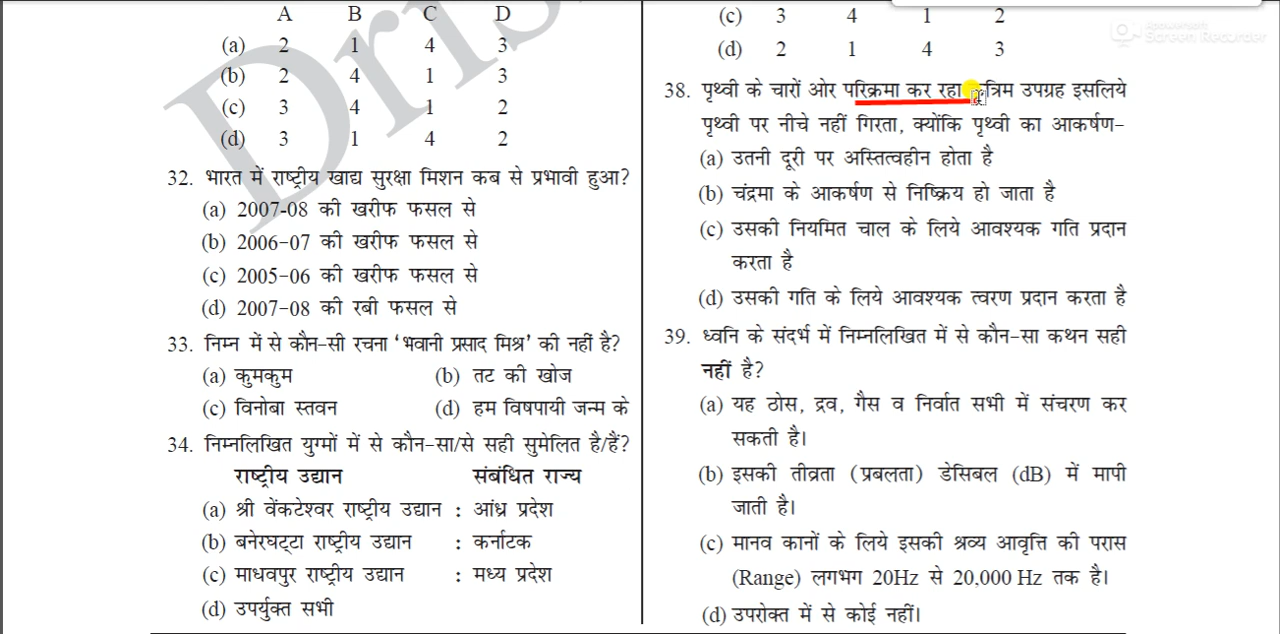 A B C D
(a) 2 1 4 3
(b) 2 4 1 3
(c) 3 4 1 2
(d) 3 1 4 2
32. भारत में राष्ट्रीय खाद्य सुरक्षा मिशन कब से प्रभावी हुआ?
(a) 2007-08 की खरीफ फसल से
(b) 2006-07 की खरीफ फसल से
(c) 2005-06 की खरीफ फसल से
(d) 2007-08 की रबी फसल से
33. निम्न में से कौन-सी रचना ‘भवानी प्रसाद मिश्र’ की नहीं है?
(a) कुमकुम (b) तट की खोज
(c) विनोबा स्तवन (d) हम विषपायी जन्म के
34. निम्नलिखित युग्मों में से कौन-सा/से सही सुमेलित है/हैं?
राष्ट्रीय उद्यान संबंधित राज्य
(a) श्री वेंकटेश्वर राष्ट्रीय उद्यान : आंध्र प्रदेश
(b) बनेरघट्टा राष्ट्रीय उद्यान : कर्नाटक
(c) माधवपुर राष्ट्रीय उद्यान : मध्य प्रदेश
(d) उपर्युक्त सभी
(c) 3 4 1 2
(d) 2 1 4 3
38. पृथ्वी के चारों ओर परिक्रमा कर रहा उपग्रह इसलिये
पृथ्वी पर नीचे नहीं गिरता, क्योंकि पृथ्वी का आकर्षण-
(a) उतनी दूरी पर अस्तित्वहीन होता है
(b) चंद्रमा के आकर्षण से निष्क्रिय हो जाता है
(c) उसकी नियमित चाल के लिये आवश्यक गति प्रदान
करता है
(d) उसकी गति के लिये आवश्यक त्वरण प्रदान करता है
39. ध्वनि के संदर्भ में निम्नलिखित में से कौन-सा कथन सही
नहीं है?
(a) यह ठोस, द्रव, गैस व निर्वात सभी में संचरण कर
सकती है।
(b) इसकी तीव्रता (प्रबलता) डेसिबल (dB) में मापी
जाती है।
(c) मानव कानों के लिये इसकी श्रव्य आवृत्ति की परास
(Range) लगभग 20Hz से 20,000 Hz तक है।
(d) उपरोक्त में से कोई नहीं।
Apowersoft
Screen Recorder